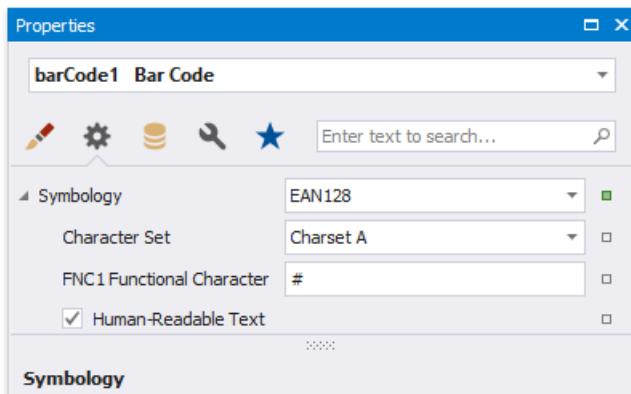 Properties
barCode1 Bar Code
Enter text to search...
Symbology EAN128
Character Set Charset A
FNC1 Functional Character #
Human-Readable Text
Symbology